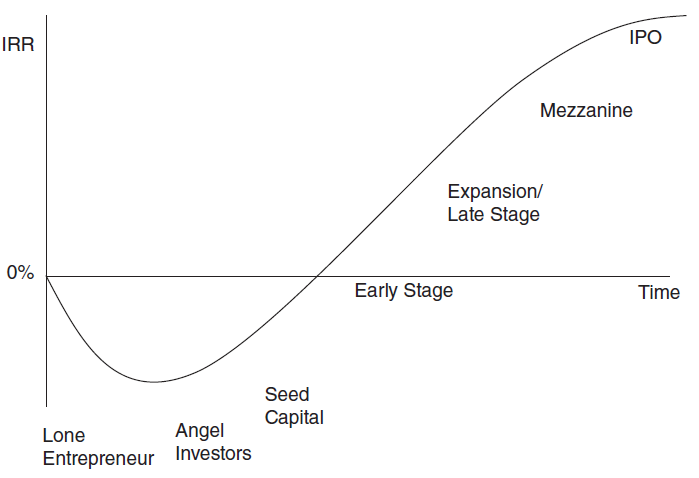 IRR
IPO
Mezzanine
Expansion/
Late Stage
0%
Early Stage
Time
Seed
Capital
Angel
Investors
Lone
Entrepreneur